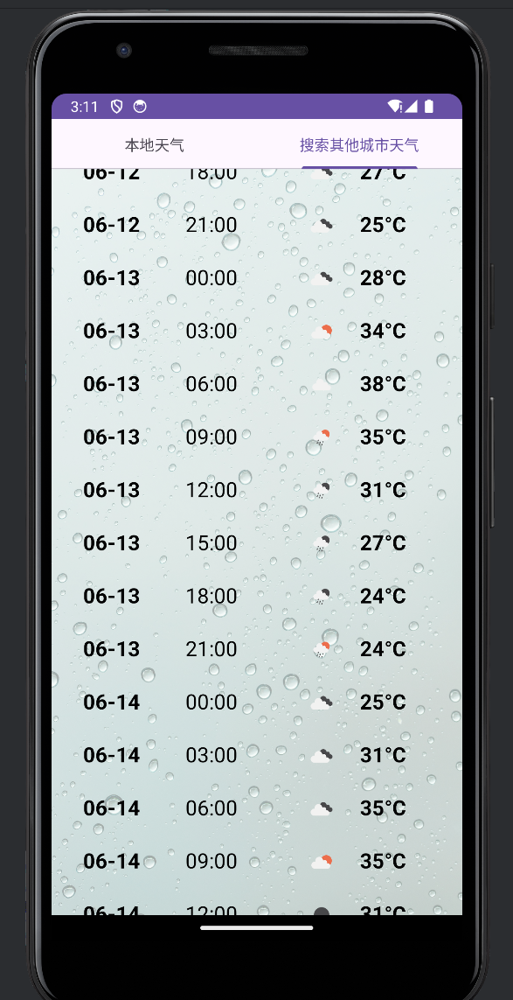 3:11
本地天气 搜索其他城市天气
06-12 18:00 27°C
06-12 21:00 25°C
06-13 00:00 28°C
06-13 03:00 34°C
06-13 06:00 38°C
06-13 09:00 35°C
06-13 12:00 31°C
06-13 15:00 27°C
06-13 18:00 24°C
06-13 21:00 24°C
06-14 00:00 25°C
06-14 03:00 31°C
06-14 06:00 35°C
06-14 09:00 35°C
06-14 12:00 31°C